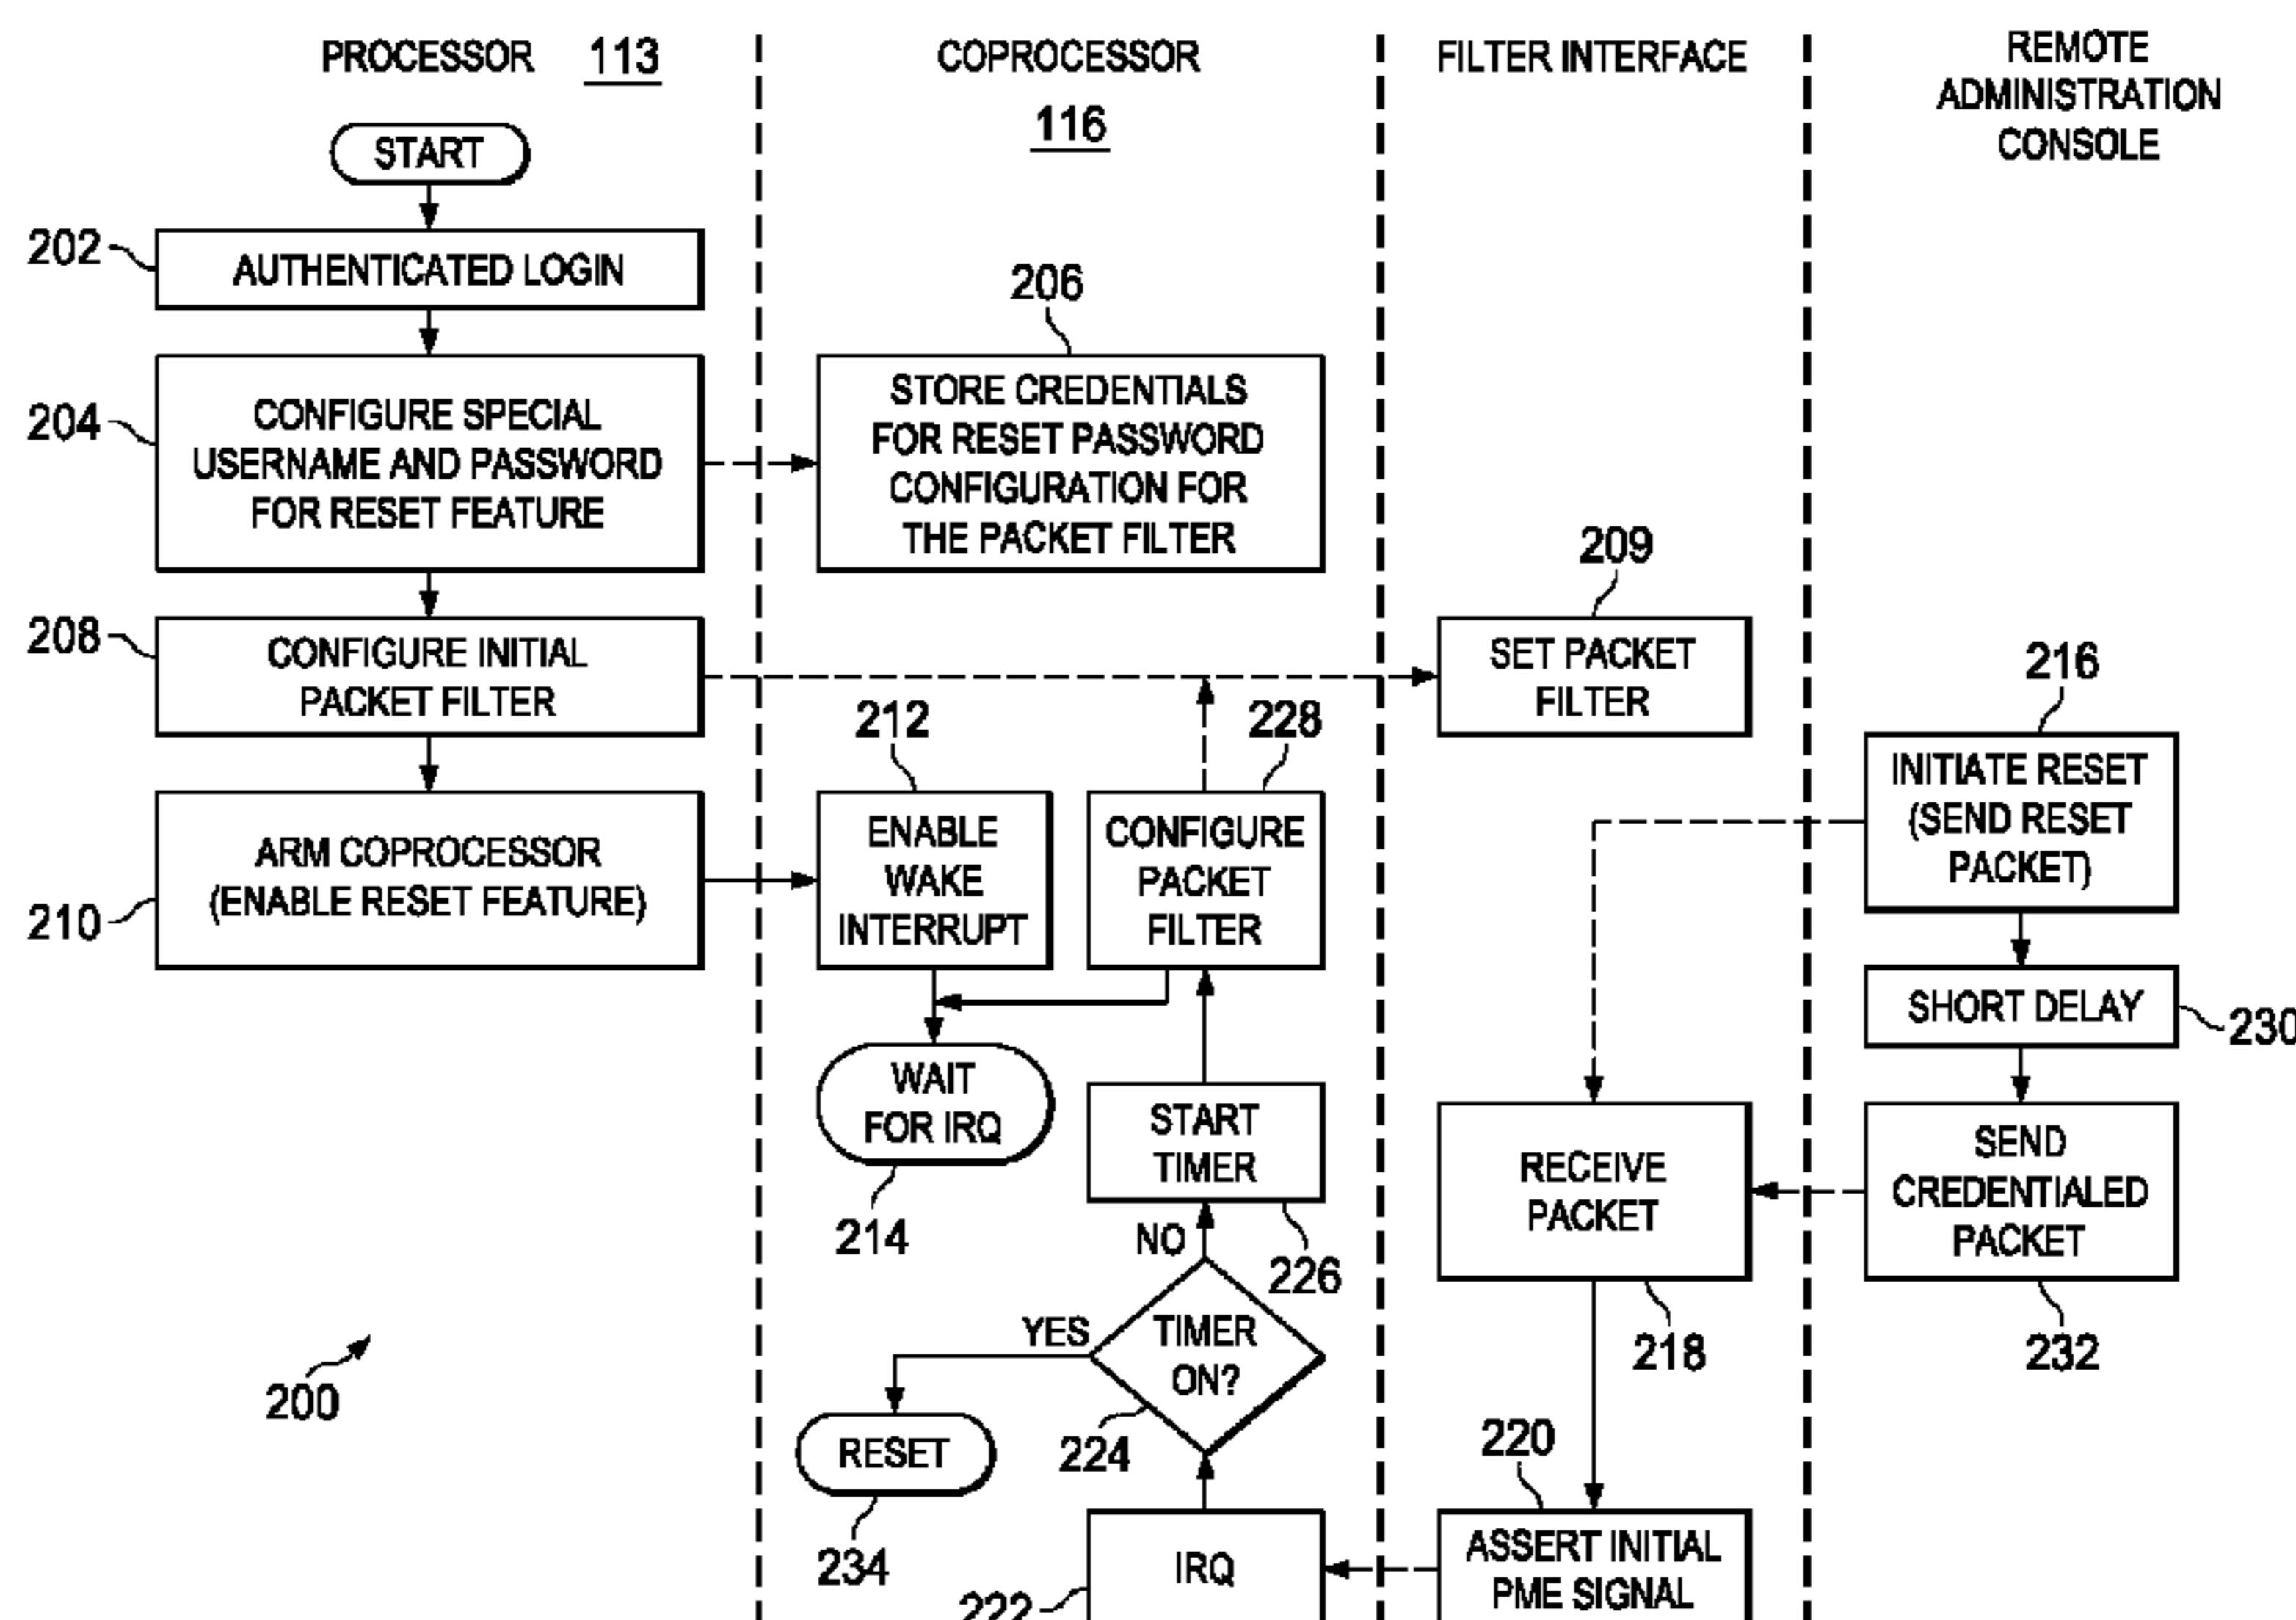 PROCESSOR 113
START
202
AUTHENTICATED LOGIN
204
CONFIGURE SPECIAL
USERNAME AND PASSWORD
FOR RESET FEATURE
208
CONFIGURE INITIAL
PACKET FILTER
210
ARM COPROCESSOR
(ENABLE RESET FEATURE)
200
COPROCESSOR
116
206
STORE CREDENTIALS
FOR RESET PASSWORD
CONFIGURATION FOR
THE PACKET FILTER
212
ENABLE
WAKE
INTERRUPT
228
CONFIGURE
PACKET
FILTER
WAIT
FOR IRQ
214
START
TIMER
226
NO
YES
TIMER
ON?
224
RESET
234
IRQ
222
FILTER INTERFACE
209
SET PACKET
FILTER
RECEIVE
PACKET
218
220
ASSERT INITIAL
PME SIGNAL
REMOTE
ADMINISTRATION
CONSOLE
216
INITIATE RESET
(SEND RESET
PACKET)
SHORT DELAY
230
SEND
CREDENTIALED
PACKET
232